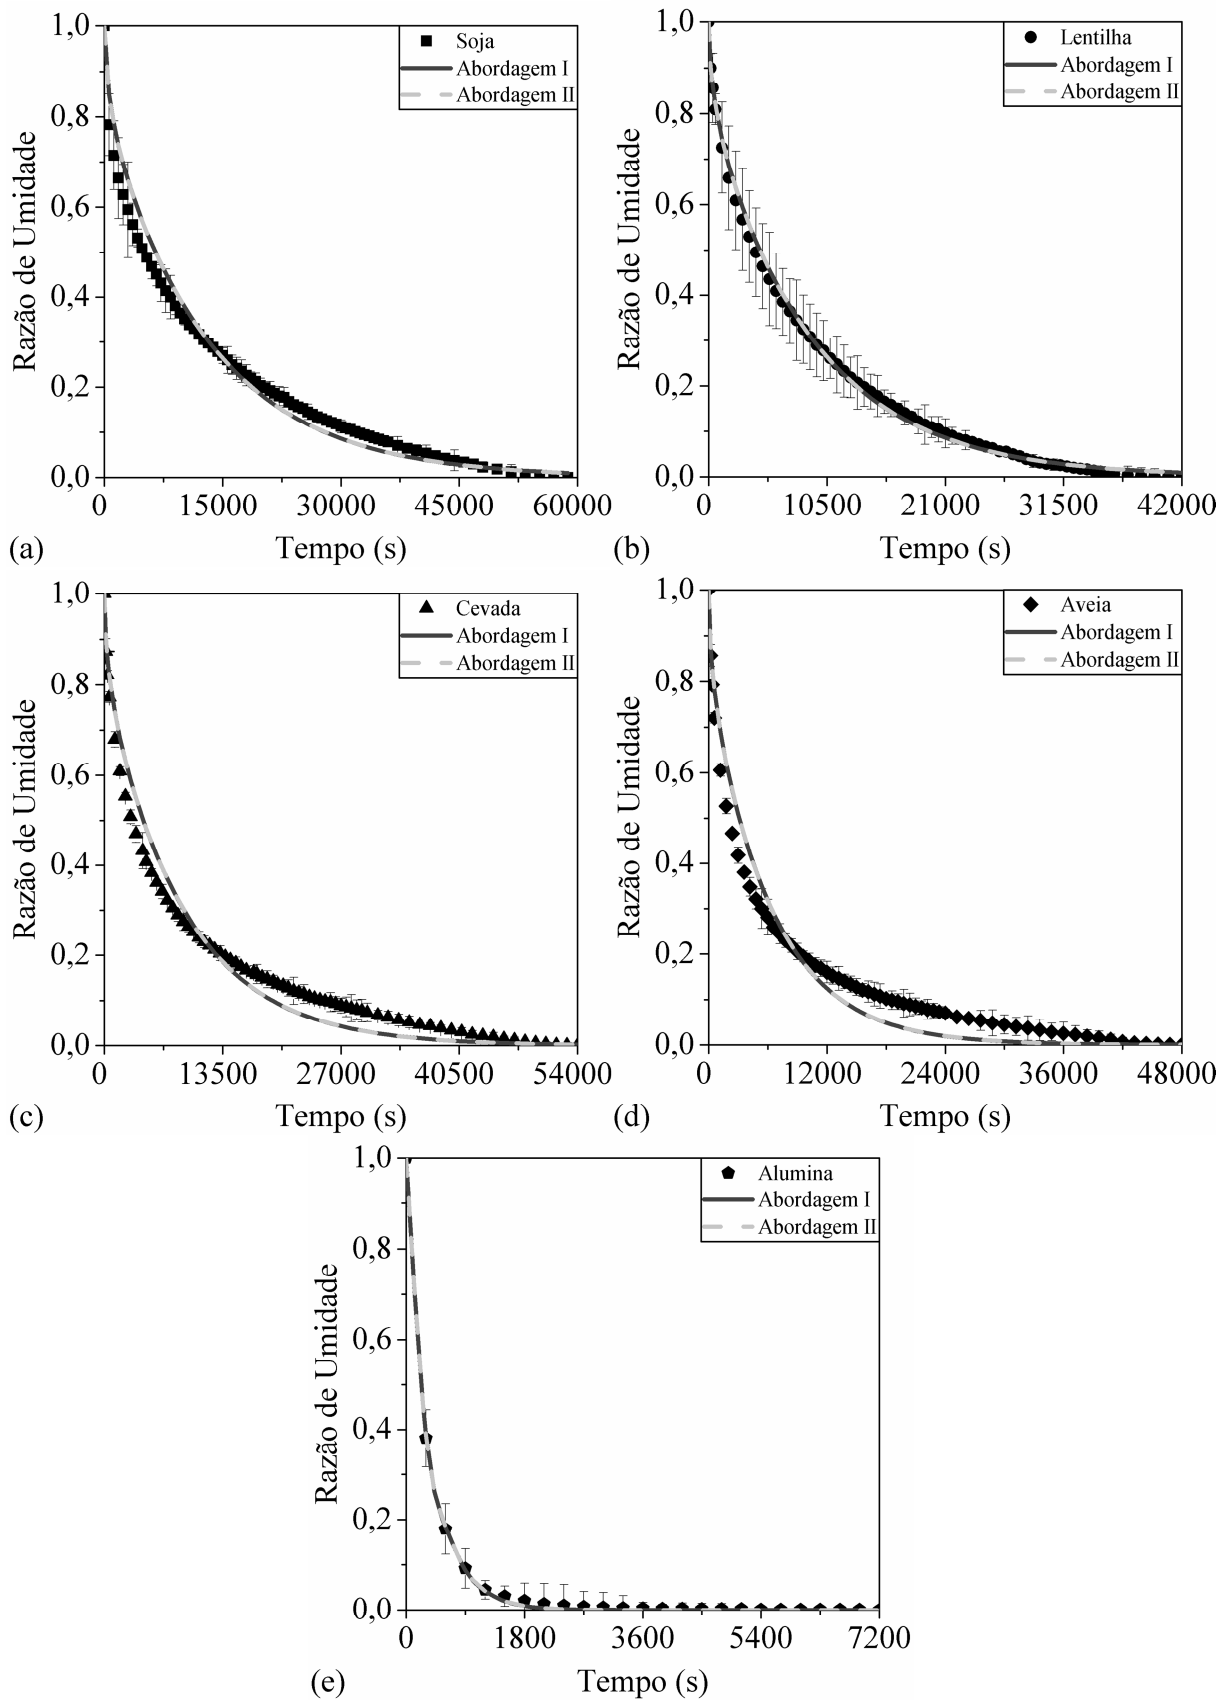 1,0
0,8
0,6
0,4
0,2
0,0
Razão de Umidade
Soja
Abordagem I
Abordagem II
0 15000 30000 45000 60000
(a) Tempo (s)
1,0
0,8
0,6
0,4
0,2
0,0
Razão de Umidade
Lentilha
Abordagem I
Abordagem II
0 10500 21000 31500 42000
(b) Tempo (s)
1,0
0,8
0,6
0,4
0,2
0,0
Razão de Umidade
Cevada
Abordagem I
Abordagem II
0 13500 27000 40500 54000
(c) Tempo (s)
1,0
0,8
0,6
0,4
0,2
0,0
Razão de Umidade
Aveia
Abordagem I
Abordagem II
0 12000 24000 36000 48000
(d) Tempo (s)
1,0
0,8
0,6
0,4
0,2
0,0
Razão de Umidade
Alumina
Abordagem I
Abordagem II
0 1800 3600 5400 7200
(e) Tempo (s)